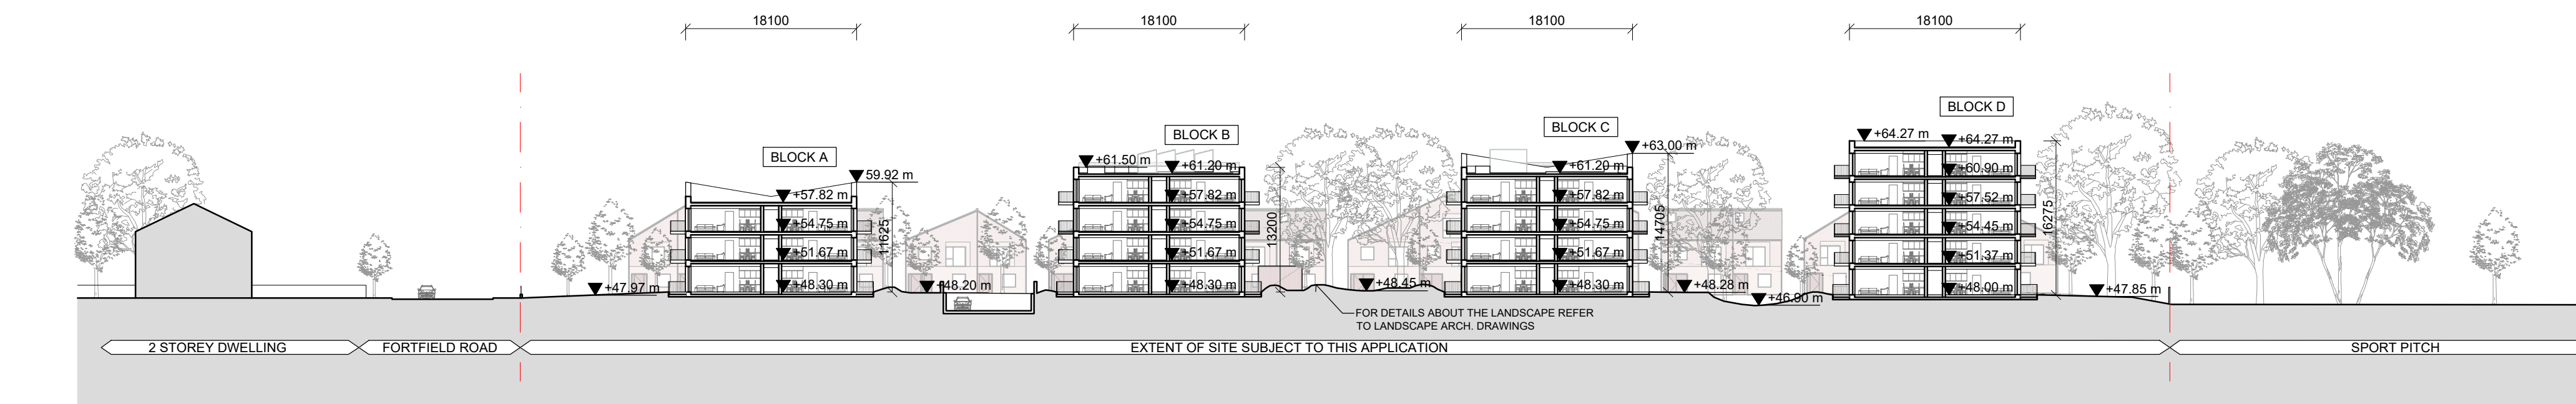 18100
18100
18100
18100
BLOCK A
BLOCK B
BLOCK C
BLOCK D
59.92 m
+57.82 m
+54.75 m
+51.67 m
+48.30 m
11625
+47.97 m
+48.20 m
+61.50 m
+61.20 m
+57.82 m
+54.75 m
+51.67 m
+48.30 m
13200
+48.45 m
+63.00 m
+61.20 m
+57.82 m
+54.75 m
+51.67 m
+48.30 m
14705
+48.28 m
+46.90 m
+64.27 m
+64.27 m
+60.90 m
+57.52 m
+54.45 m
+51.37 m
+48.00 m
16275
+47.85 m
FOR DETAILS ABOUT THE LANDSCAPE REFER
TO LANDSCAPE ARCH. DRAWINGS
2 STOREY DWELLING
FORTFIELD ROAD
EXTENT OF SITE SUBJECT TO THIS APPLICATION
SPORT PITCH